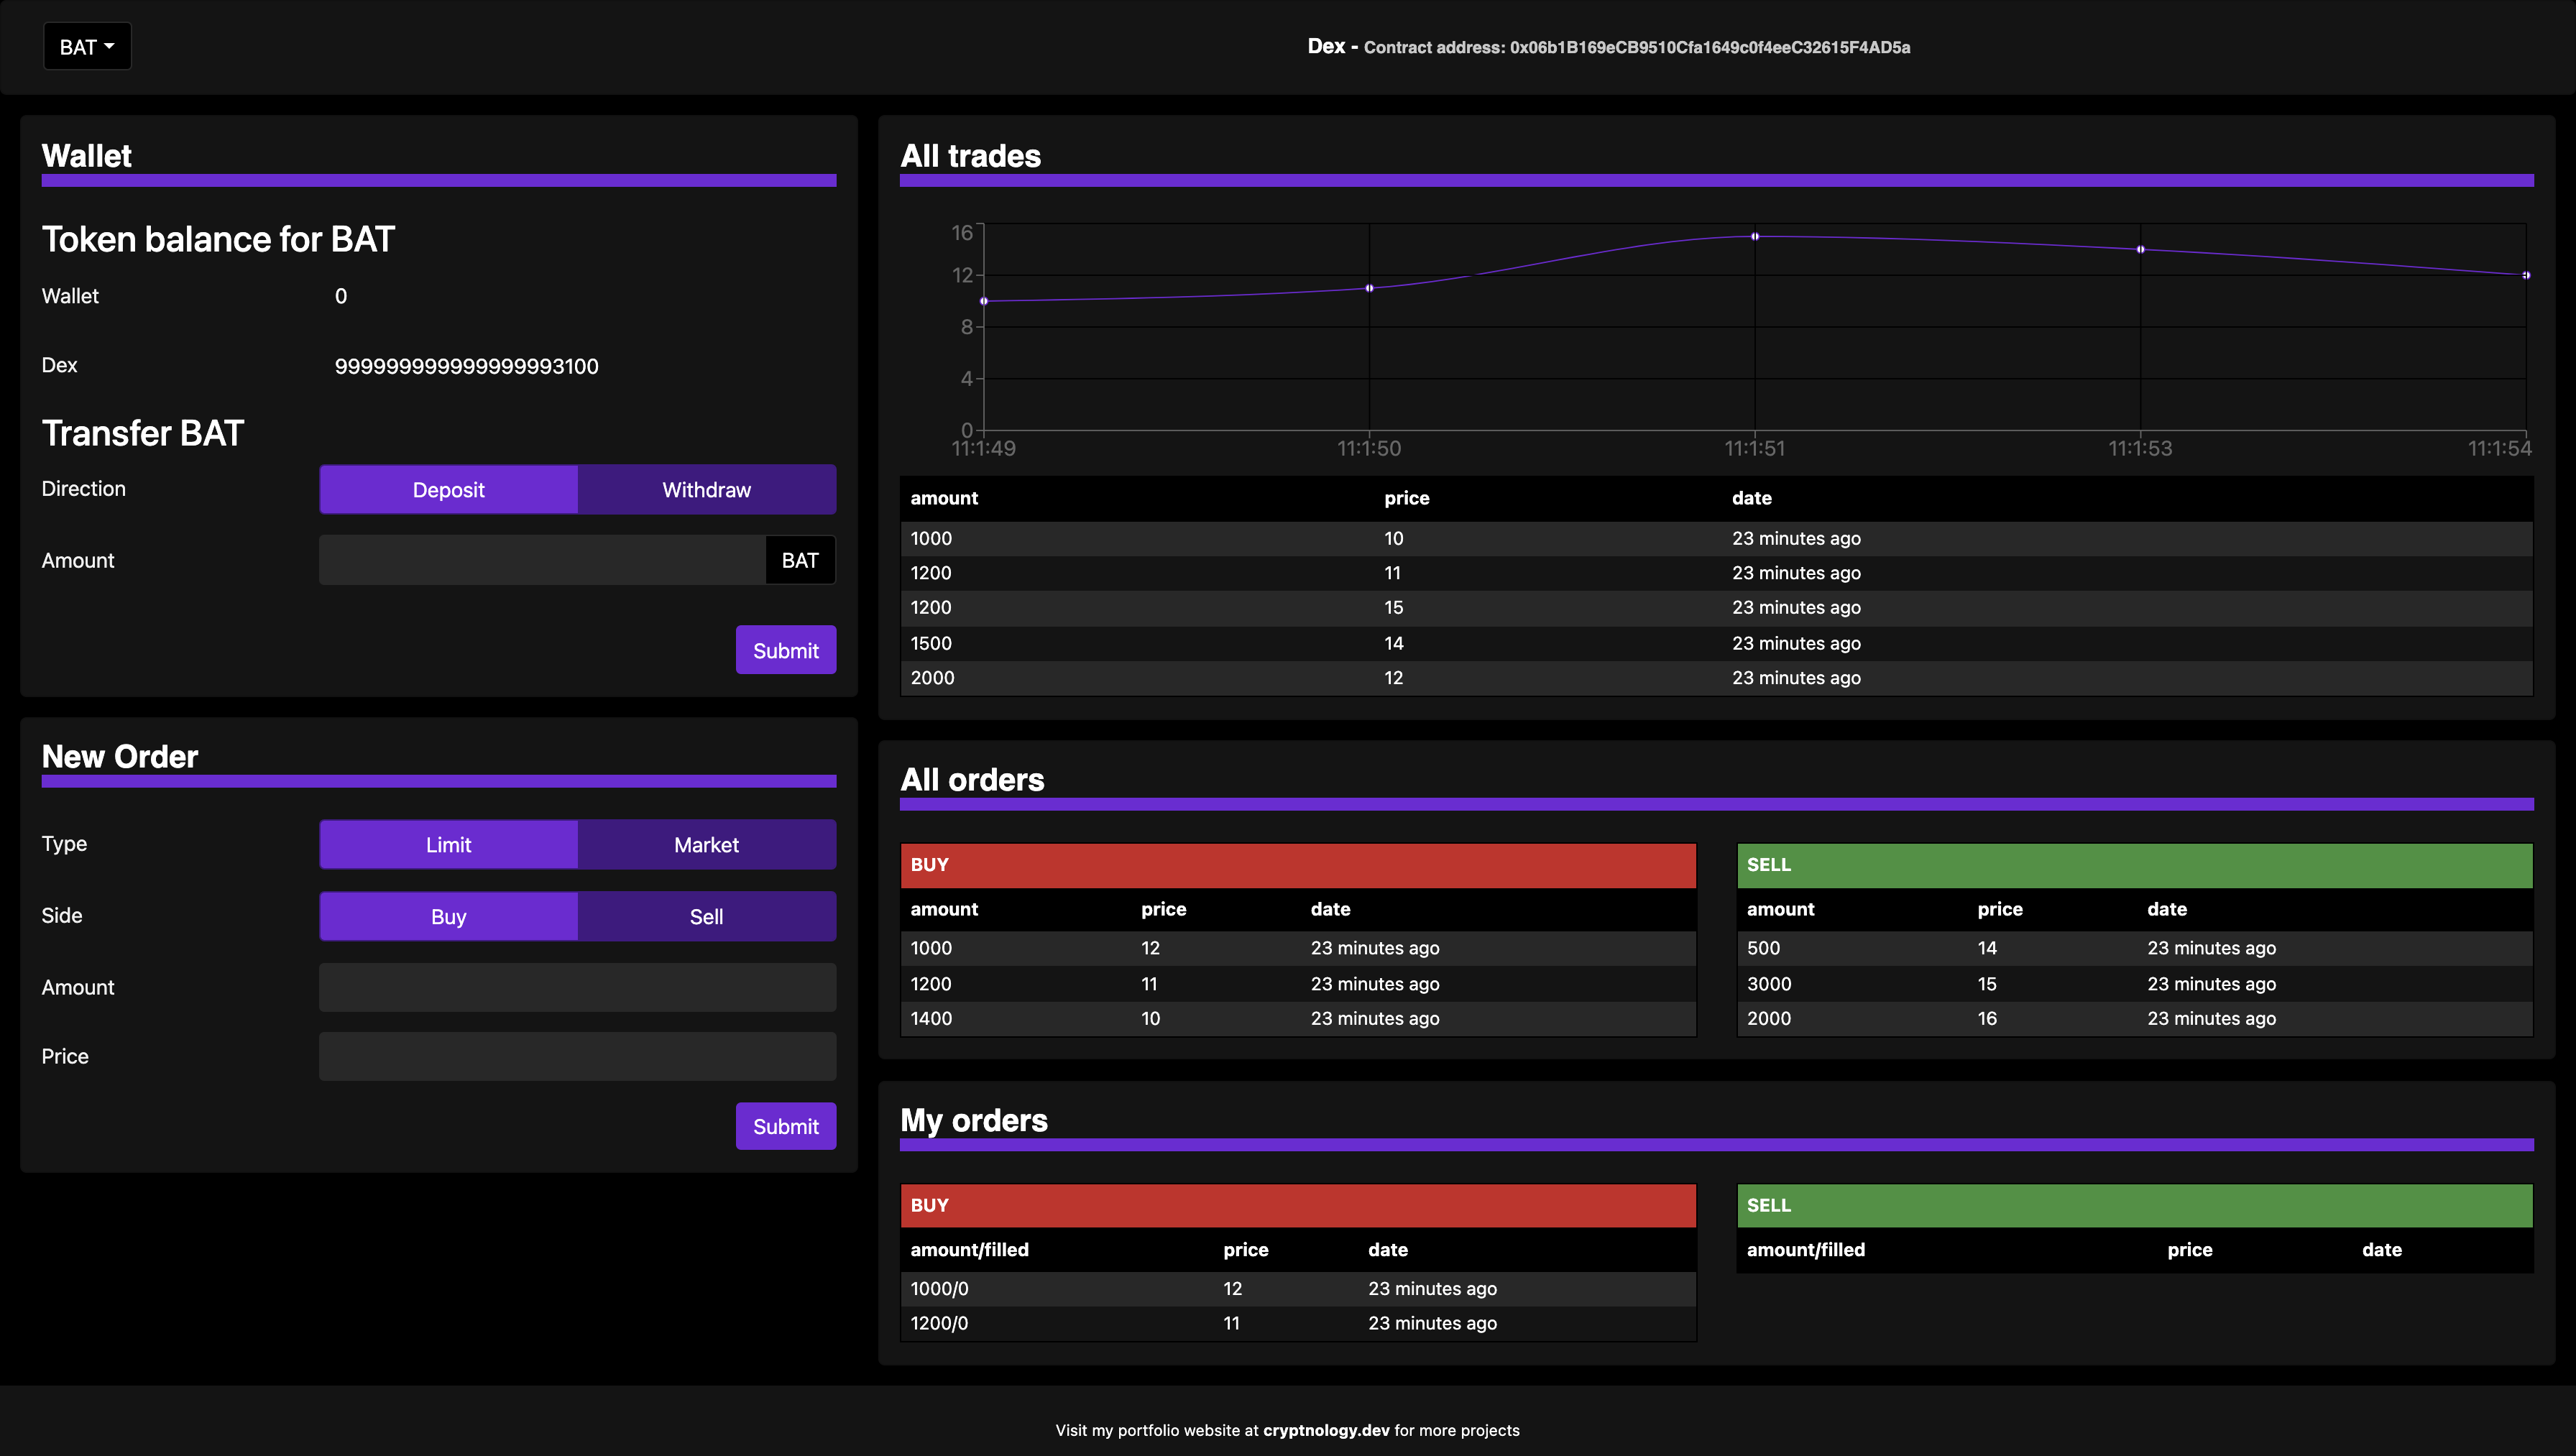 BAT
Dex - Contract address: 0x06b1B169eCB9510Cfa1649c0f4eeC32615F4AD5a
Wallet
Token balance for BAT
Wallet 0
Dex 999999999999999993100
Transfer BAT
Direction Deposit Withdraw
Amount BAT
Submit
New Order
Type Limit Market
Side Buy Sell
Amount
Price
Submit
All trades
16
12
8
4
0
11:1:49 11:1:50 11:1:51 11:1:53 11:1:54
amount price date
1000 10 23 minutes ago
1200 11 23 minutes ago
1200 15 23 minutes ago
1500 14 23 minutes ago
2000 12 23 minutes ago
All orders
BUY
amount price date
1000 12 23 minutes ago
1200 11 23 minutes ago
1400 10 23 minutes ago
SELL
amount price date
500 14 23 minutes ago
3000 15 23 minutes ago
2000 16 23 minutes ago
My orders
BUY
amount/filled price date
1000/0 12 23 minutes ago
1200/0 11 23 minutes ago
SELL
amount/filled price date
Visit my portfolio website at cryptnology.dev for more projects